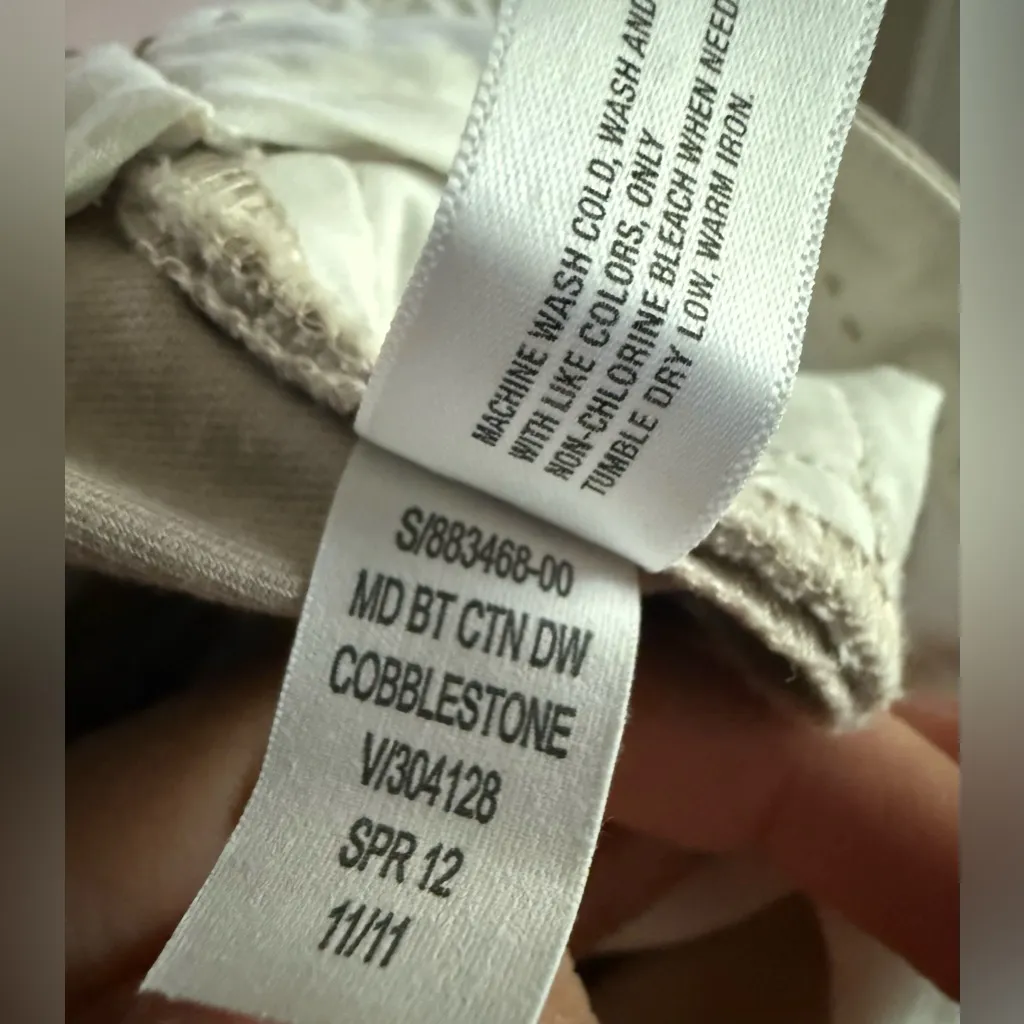 MACHINE WASH COLD, WASH AND
WITH LIKE COLORS, ONLY
NON-CHLORINE BLEACH WHEN NEED
TUMBLE DRY LOW, WARM IRON.
S/883468-00
MD BT CTN DW
COBBLESTONE
V/304128
SPR 12
11/11